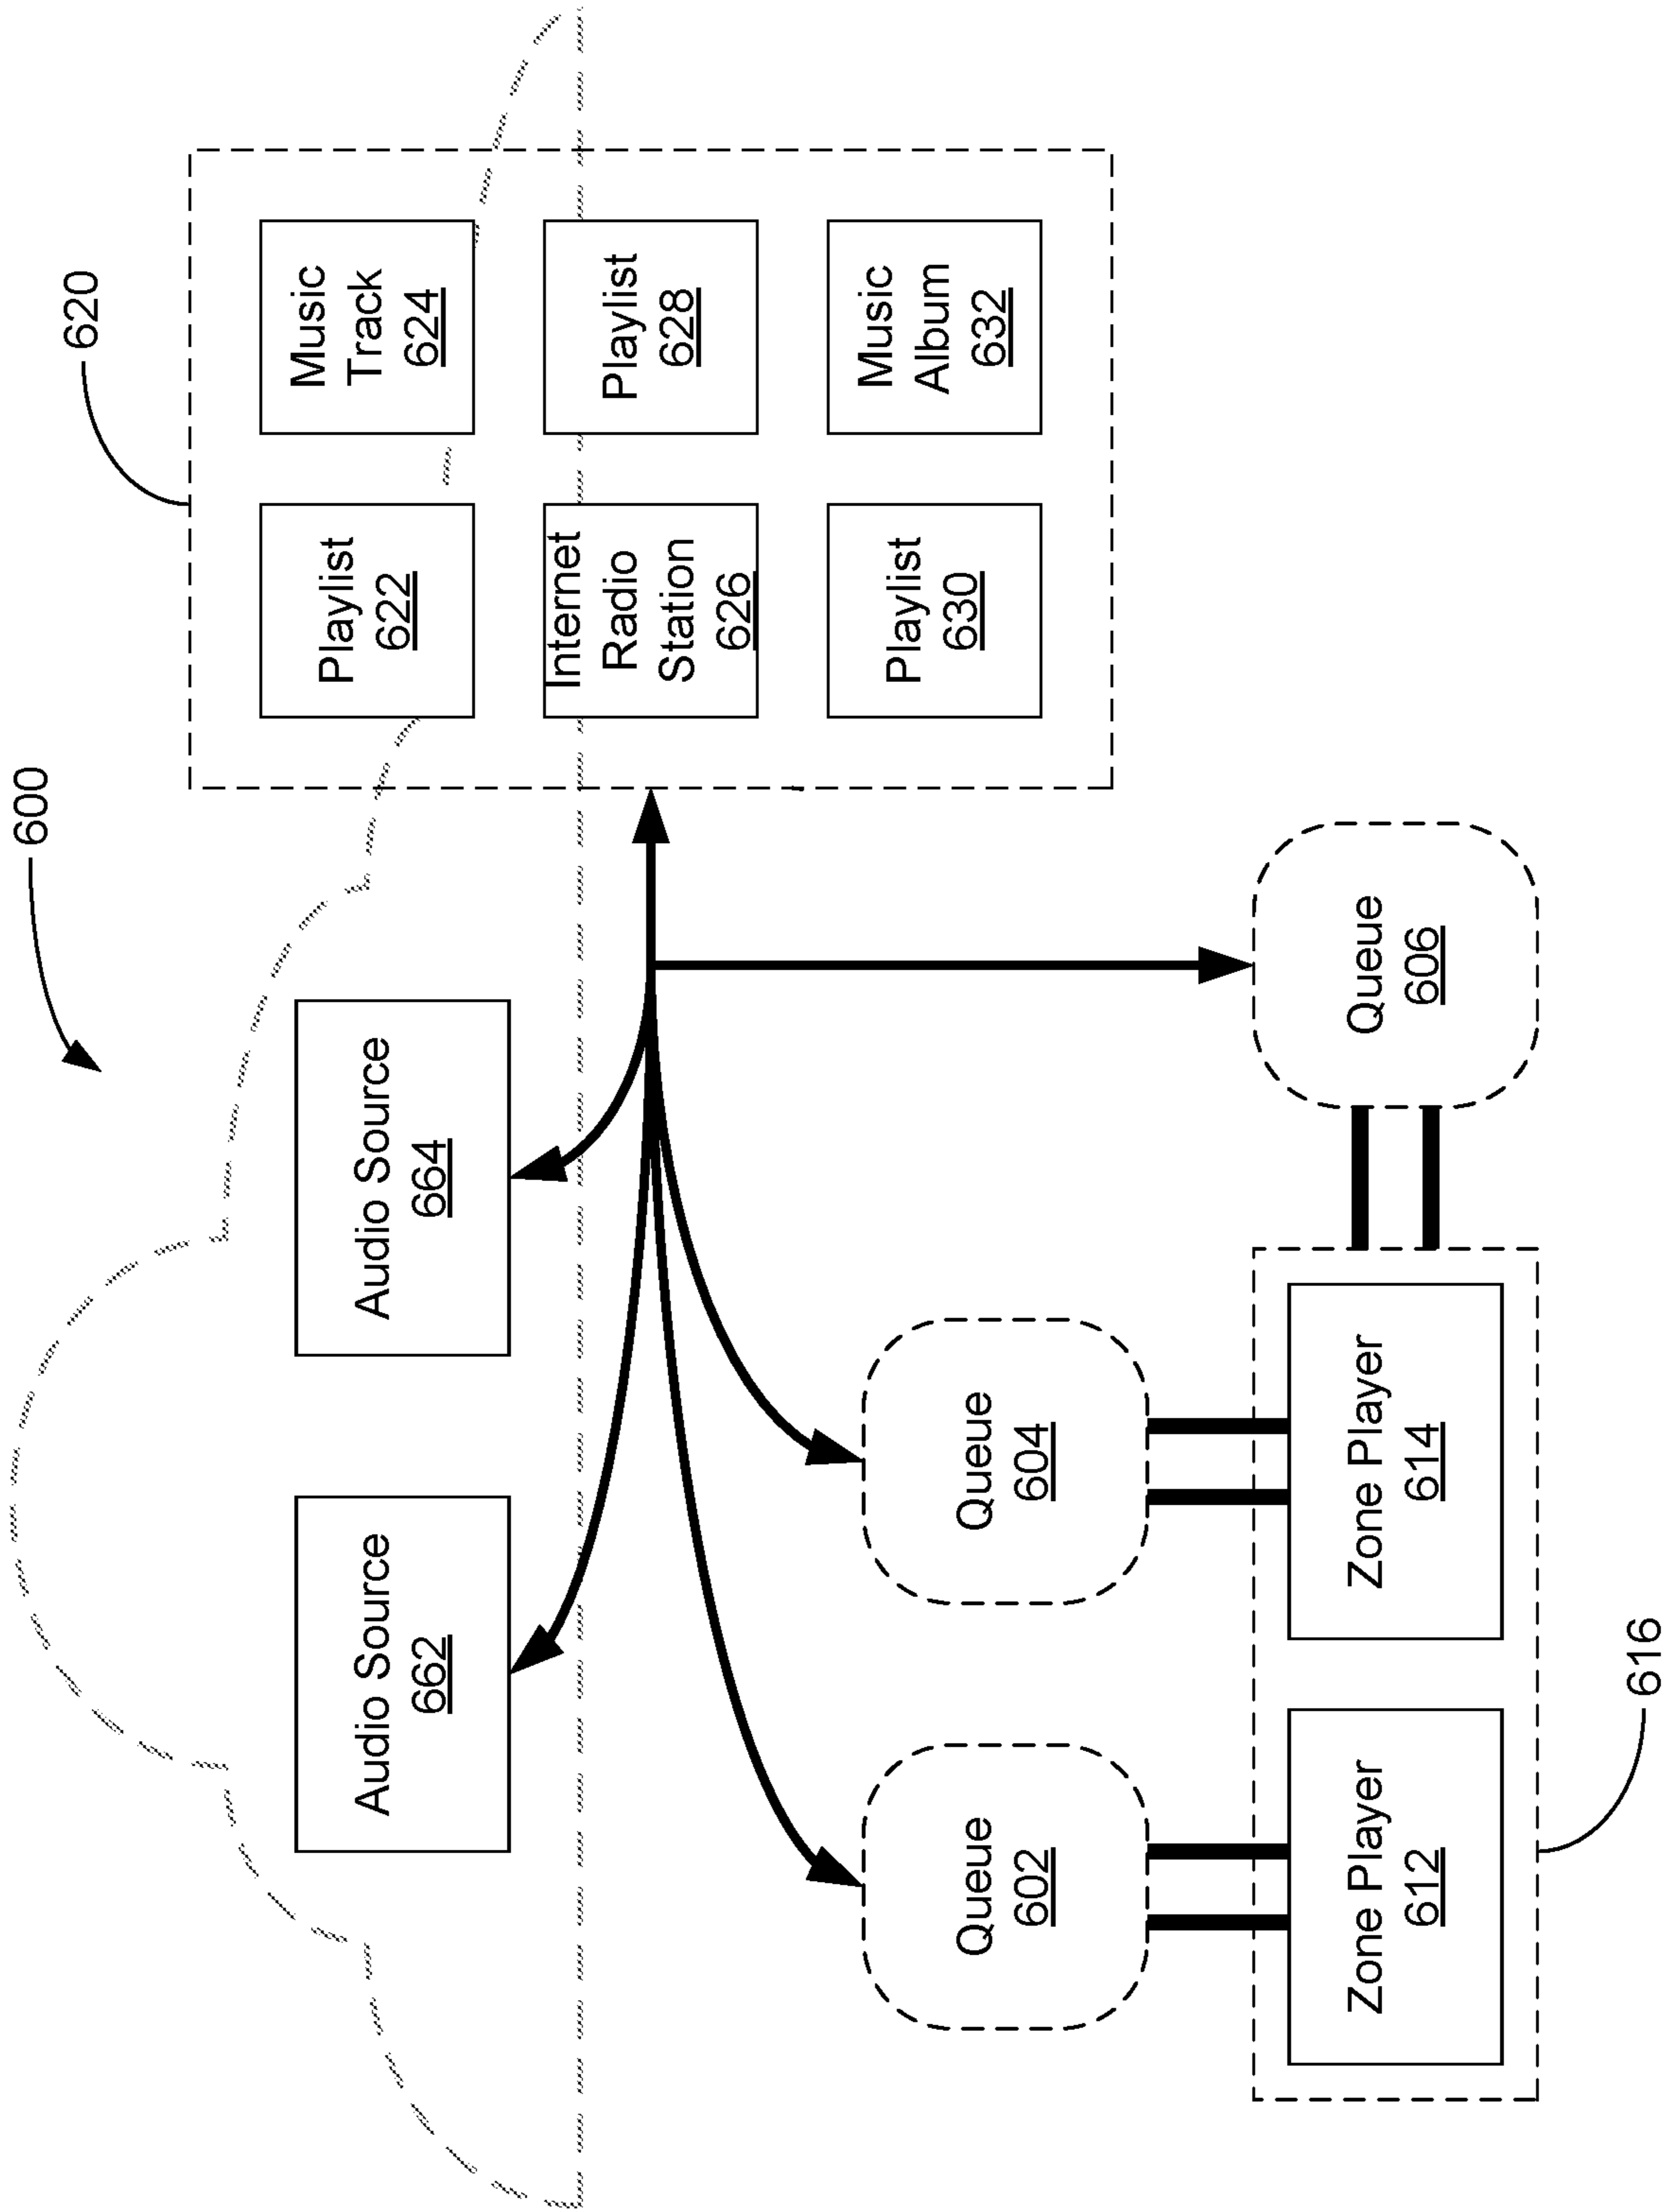 600
620
Audio Source
662
Audio Source
664
Playlist
622
Music
Track
624
Internet
Radio
Station
626
Playlist
628
Playlist
630
Music
Album
632
Queue
602
Queue
604
Queue
606
Zone Player
612
Zone Player
614
616